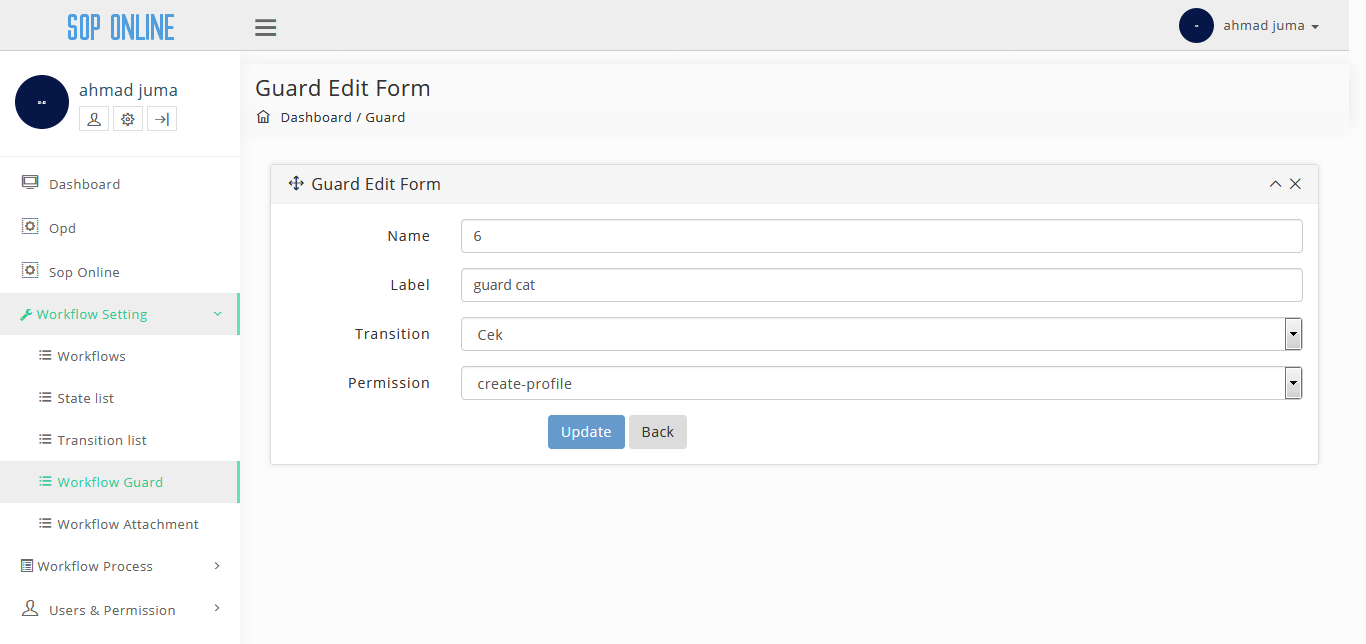 SOP ONLINE
ahmad juma
ahmad juma
Guard Edit Form
Dashboard / Guard
Dashboard
Opd
Sop Online
Workflow Setting
Workflows
State list
Transition list
Workflow Guard
Workflow Attachment
Workflow Process
Users & Permission
Guard Edit Form
Name 6
Label guard cat
Transition Cek
Permission create-profile
Update Back